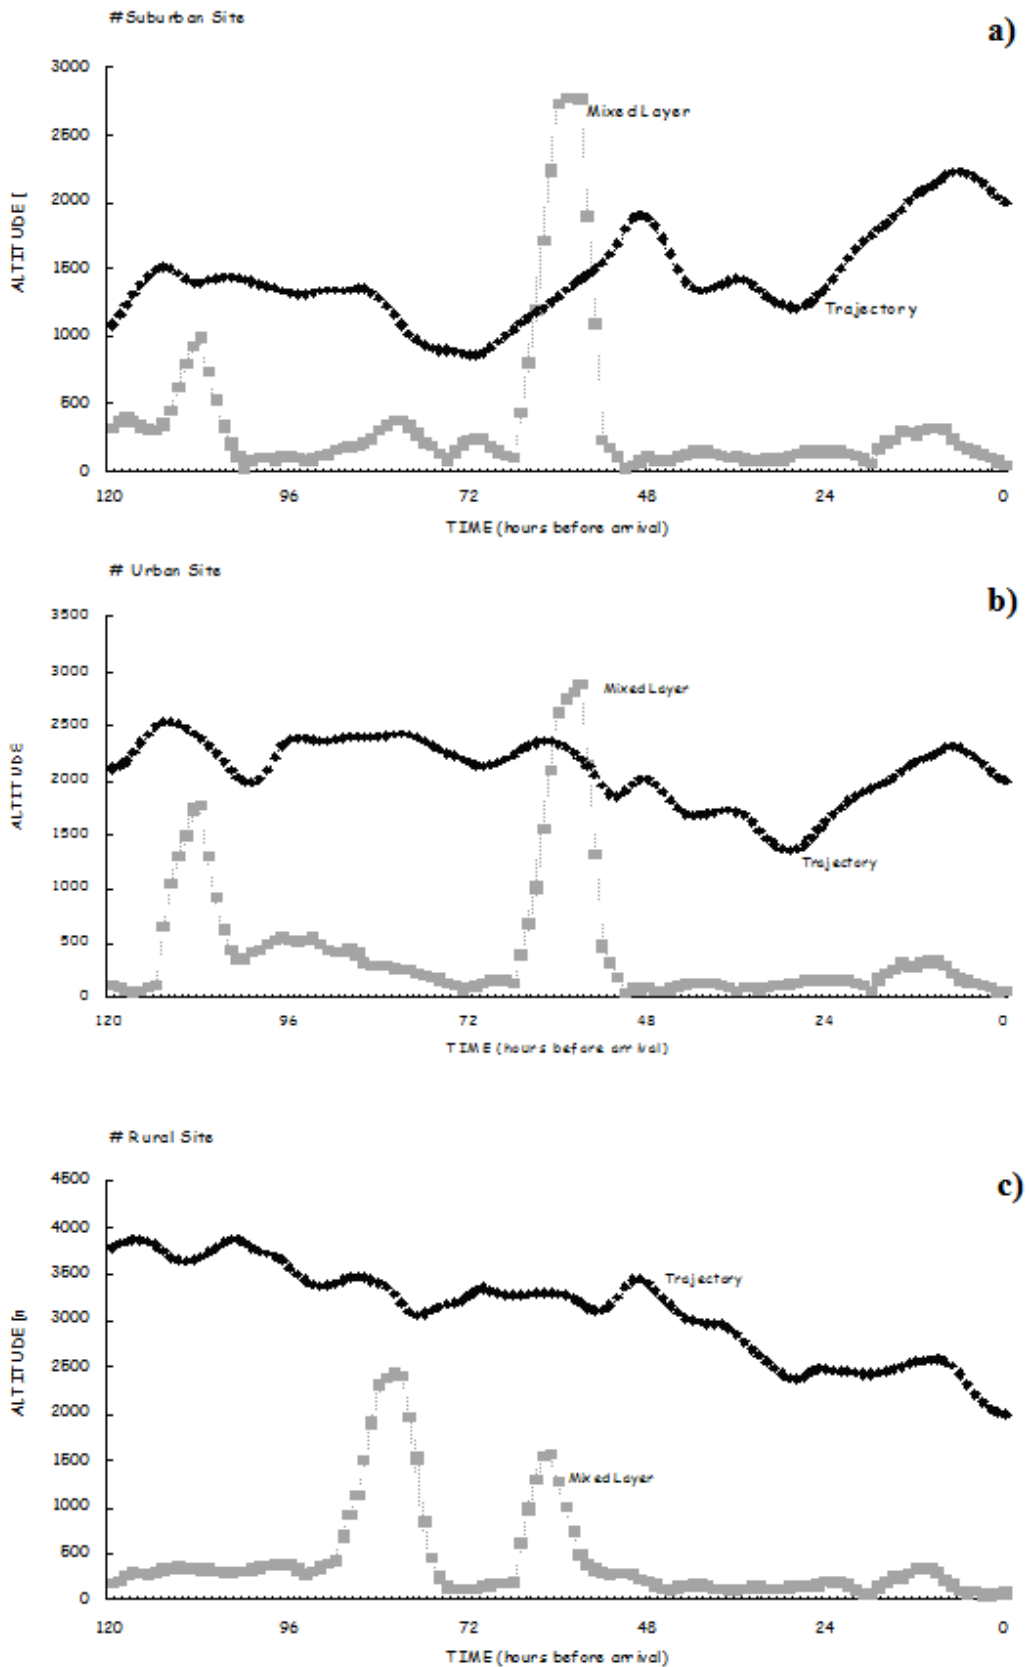 # Suburban Site
a)
3000
2500
2000
1500
1000
500
0
ALTITUDE [
Mixed Layer
Trajectory
120 96 72 48 24 0
TIME (hours before arrival)
# Urban Site
b)
3500
3000
2500
2000
1500
1000
500
0
ALTITUDE
Mixed Layer
Trajectory
120 96 72 48 24 0
TIME (hours before arrival)
# Rural Site
c)
4500
4000
3500
3000
2500
2000
1500
1000
500
0
ALTITUDE [m
Trajectory
Mixed Layer
120 96 72 48 24 0
TIME (hours before arrival)